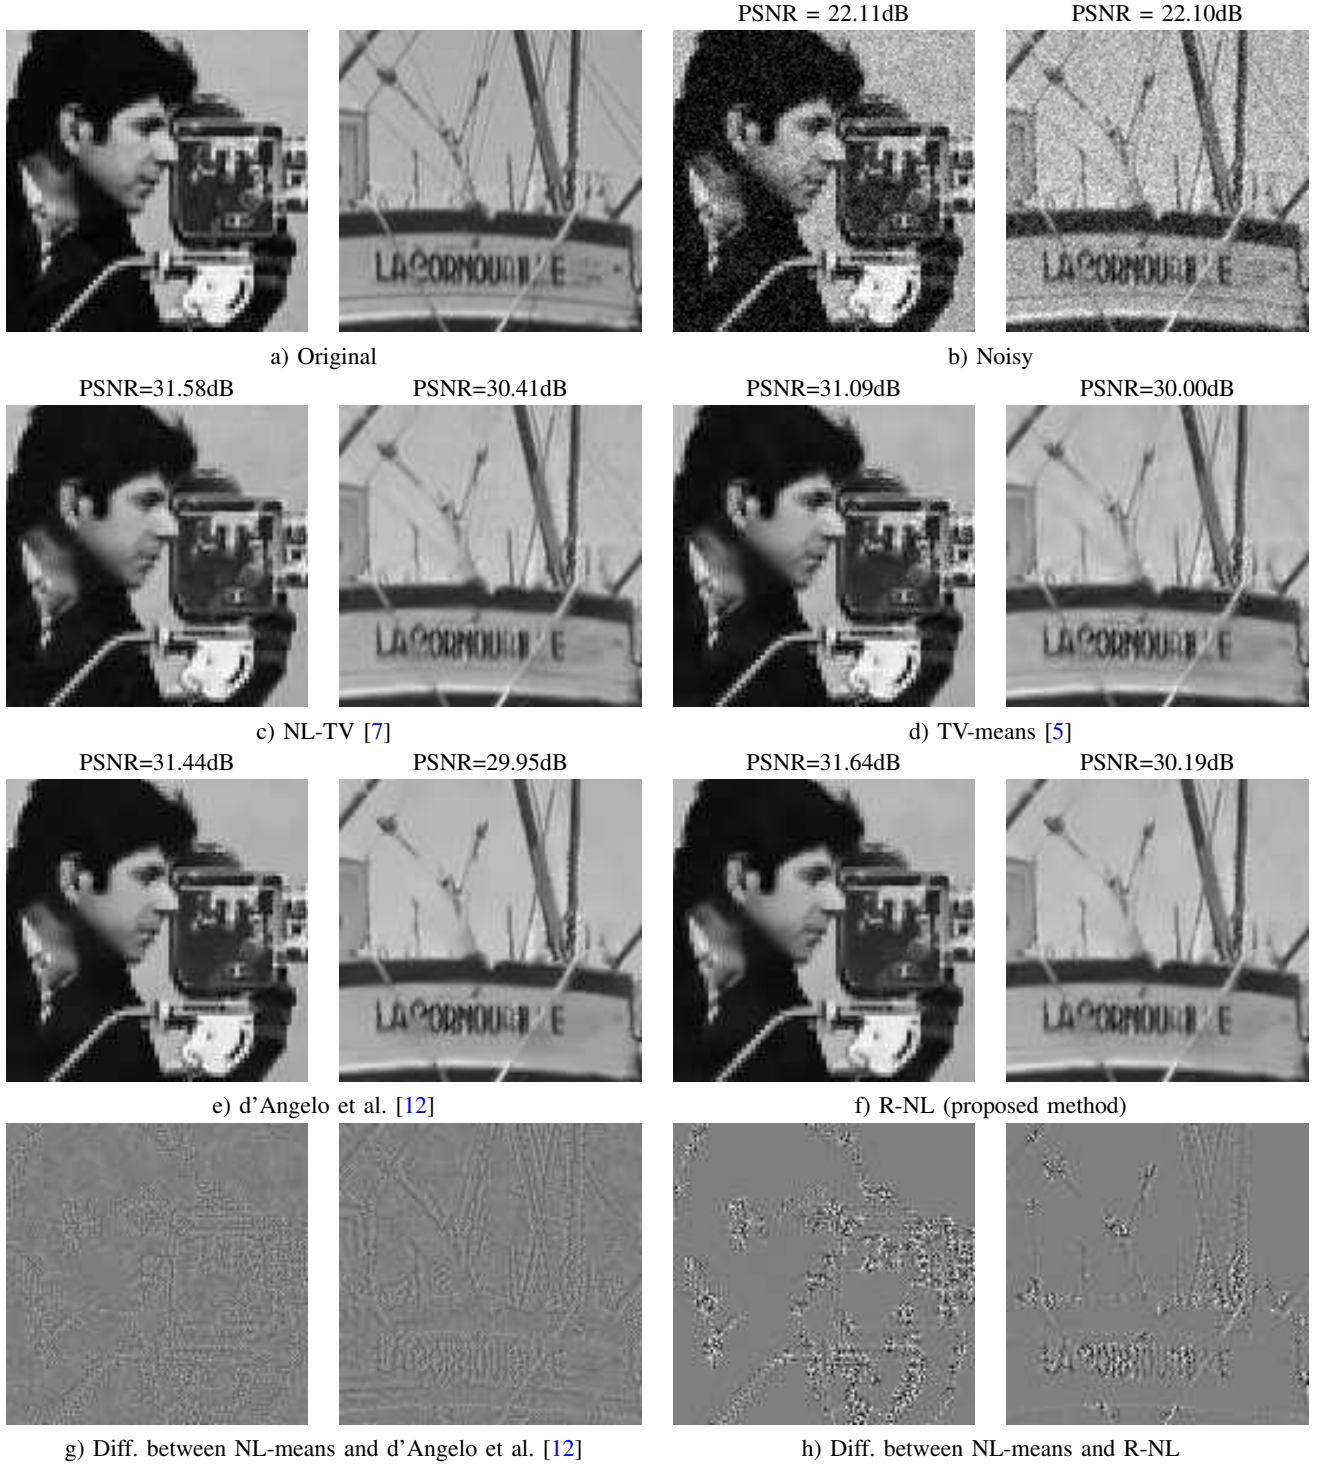 PSNR = 22.11dB PSNR = 22.10dB
a) Original b) Noisy
PSNR=31.58dB PSNR=30.41dB PSNR=31.09dB PSNR=30.00dB
c) NL-TV [7] d) TV-means [5]
PSNR=31.44dB PSNR=29.95dB PSNR=31.64dB PSNR=30.19dB
e) d'Angelo et al. [12] f) R-NL (proposed method)
g) Diff. between NL-means and d'Angelo et al. [12] h) Diff. between NL-means and R-NL